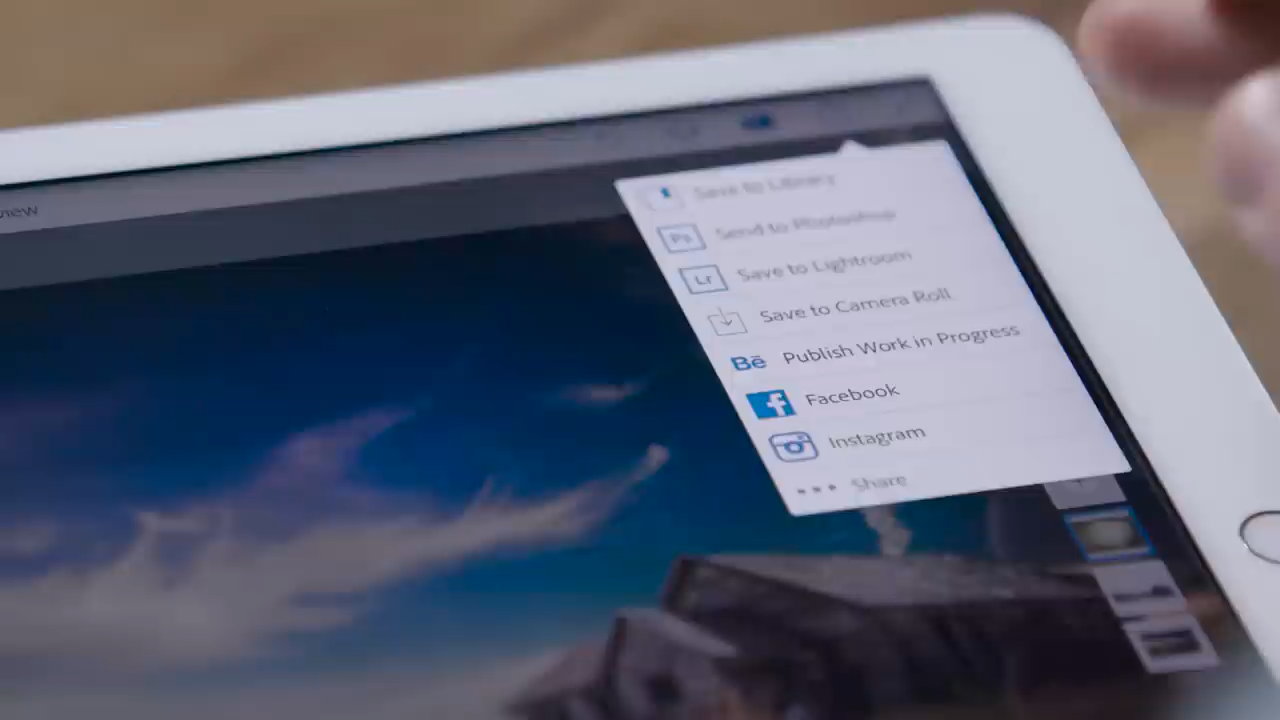 view
Save to Library
Ps Send to Photoshop
Lr Save to Lightroom
Save to Camera Roll
Bē Publish Work in Progress
f Facebook
Instagram
••• Share